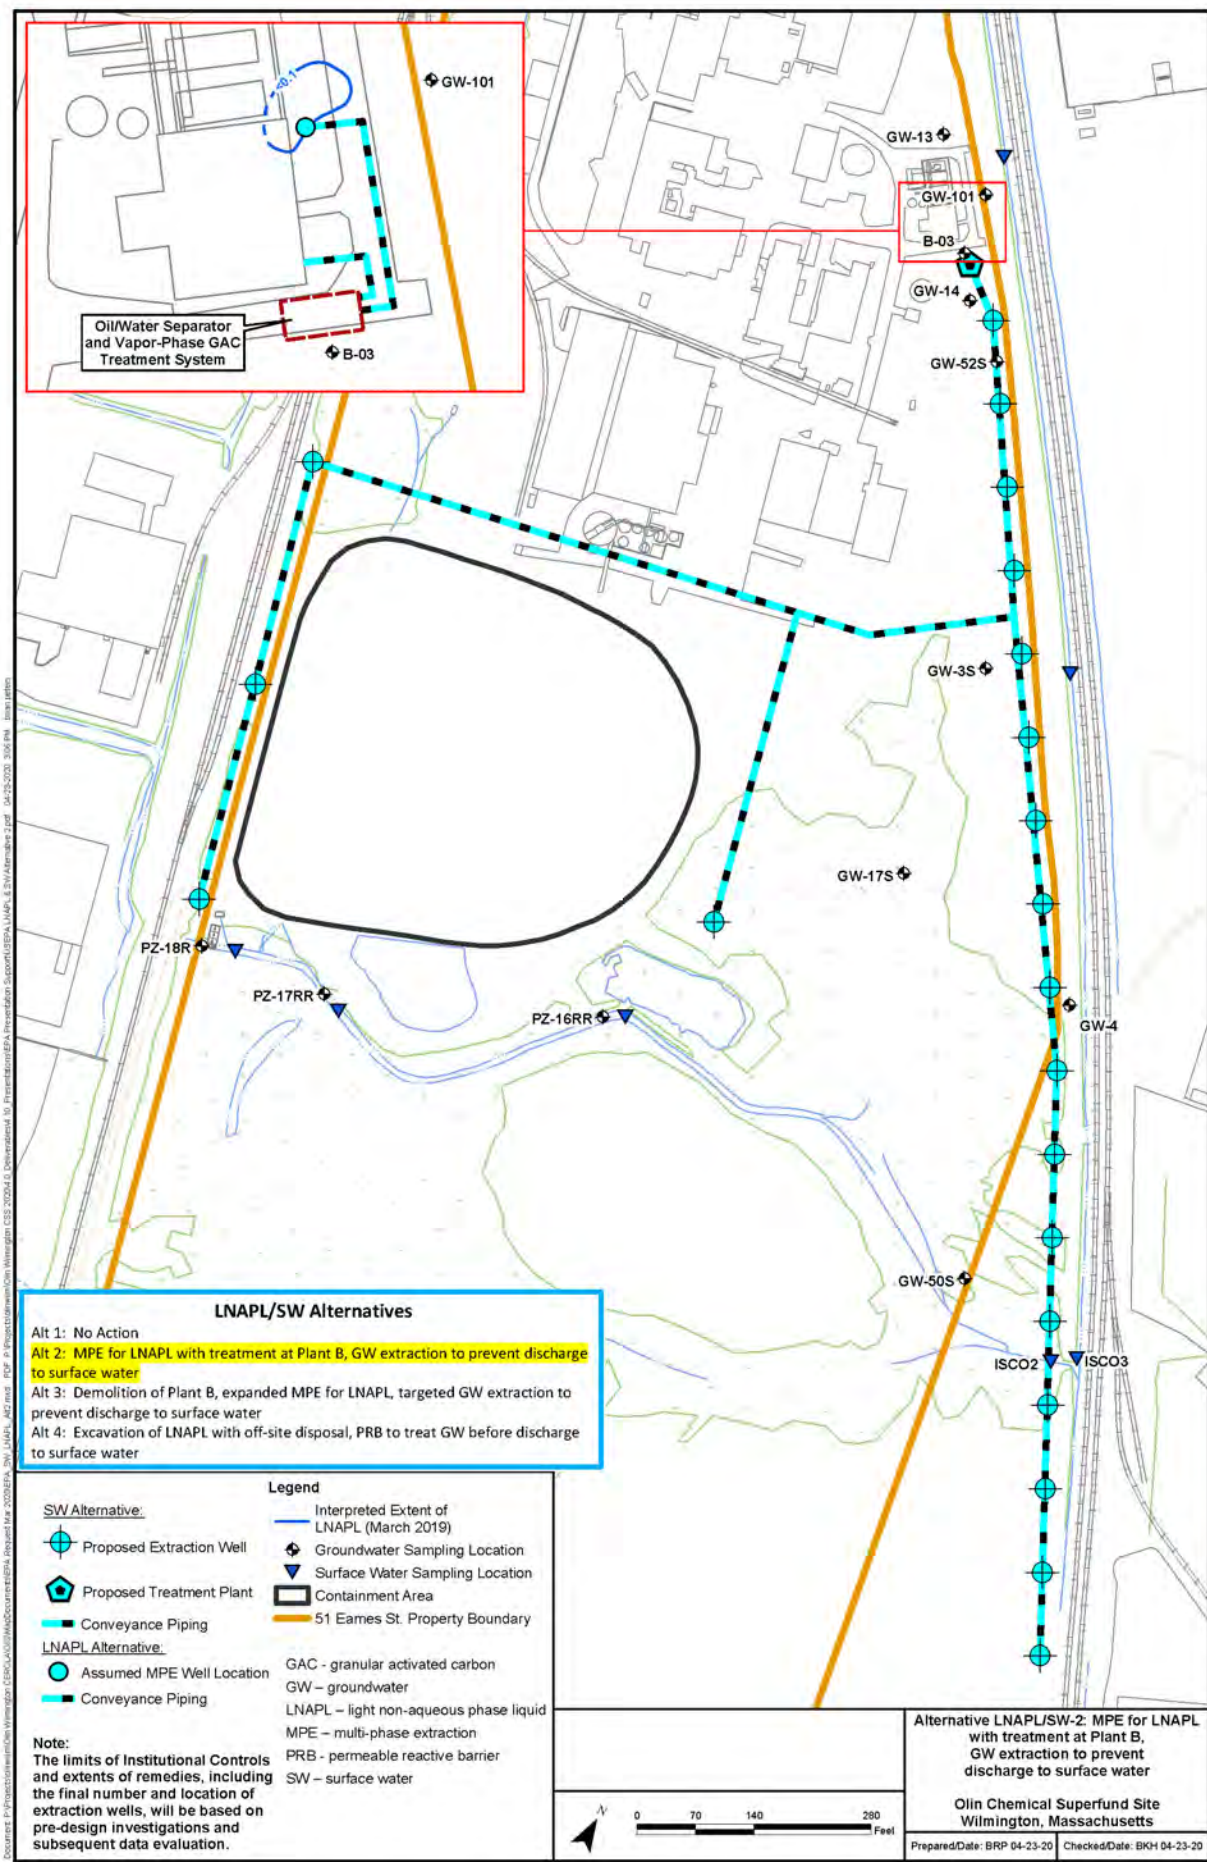 <0.1
GW-101
Oil/Water Separator
and Vapor-Phase GAC
Treatment System
B-03
GW-13
GW-101
B-03
GW-14
GW-52S
GW-3S
GW-17S
PZ-18R
PZ-17RR
PZ-16RR
GW-4
GW-50S
ISCO2
ISCO3
LNAPL/SW Alternatives
Alt 1: No Action
Alt 2: MPE for LNAPL with treatment at Plant B, GW extraction to prevent discharge
to surface water
Alt 3: Demolition of Plant B, expanded MPE for LNAPL, targeted GW extraction to
prevent discharge to surface water
Alt 4: Excavation of LNAPL with off-site disposal, PRB to treat GW before discharge
to surface water
Legend
SW Alternative:
Proposed Extraction Well
Proposed Treatment Plant
Conveyance Piping
LNAPL Alternative:
Assumed MPE Well Location
Conveyance Piping
Interpreted Extent of
LNAPL (March 2019)
Groundwater Sampling Location
Surface Water Sampling Location
Containment Area
51 Eames St. Property Boundary
GAC - granular activated carbon
GW - groundwater
LNAPL – light non-aqueous phase liquid
MPE – multi-phase extraction
PRB - permeable reactive barrier
SW – surface water
Note:
The limits of Institutional Controls
and extents of remedies, including
the final number and location of
extraction wells, will be based on
pre-design investigations and
subsequent data evaluation.
N
0 70 140 280
Feet
Alternative LNAPL/SW-2: MPE for LNAPL
with treatment at Plant B,
GW extraction to prevent
discharge to surface water
Olin Chemical Superfund Site
Wilmington, Massachusetts
Prepared/Date: BRP 04-23-20
Checked/Date: BKH 04-23-20